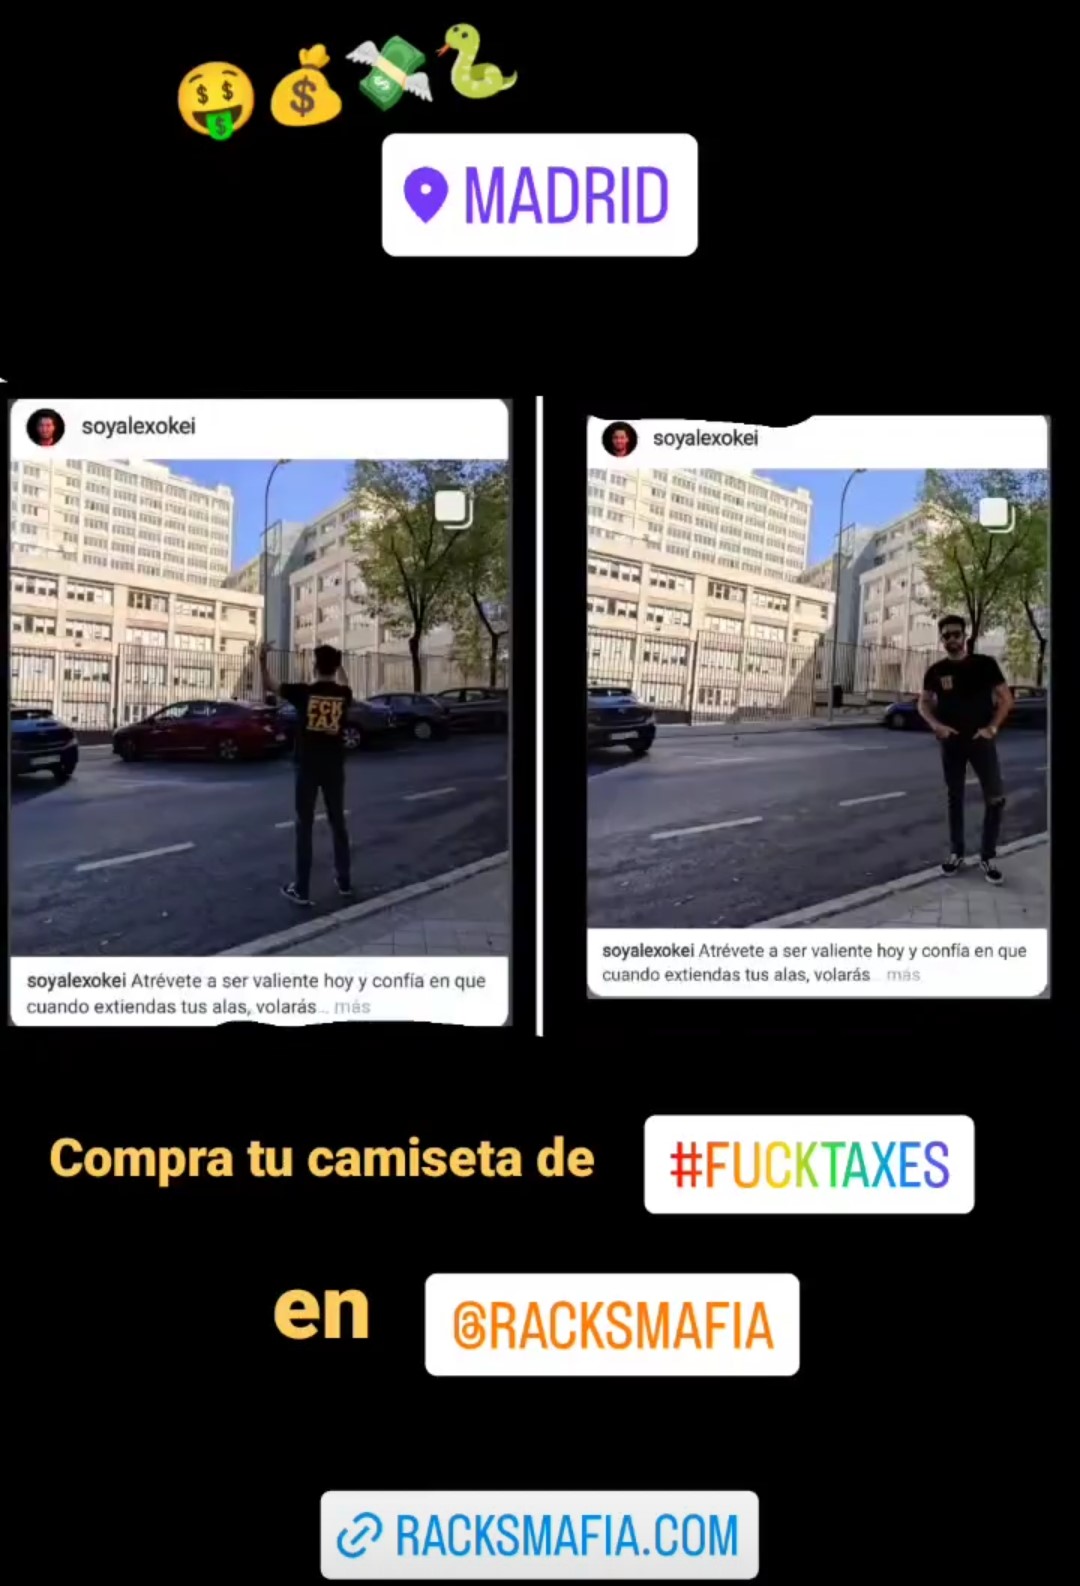 MADRID
soyalexokei
FCK
TAX
soyalexokei Atrévete a ser valiente hoy y confía en que
cuando extiendas tus alas, volarás... más
soyalexokei
soyalexokei Atrévete a ser valiente hoy y confía en que
cuando extiendas tus alas, volarás... más
Compra tu camiseta de #FUCKTAXES
en @RACKSMAFIA
RACKSMAFIA.COM